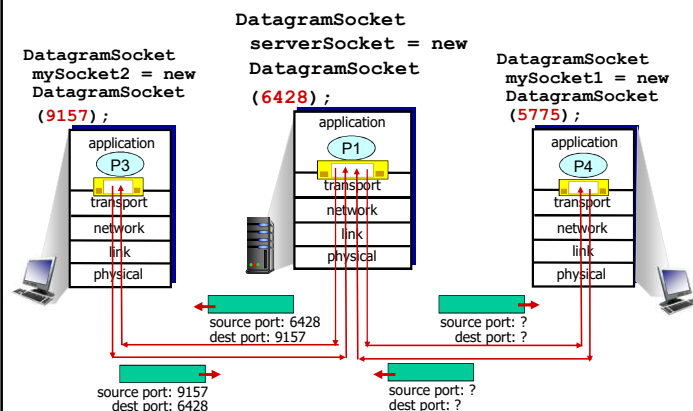 DatagramSocket
serverSocket = new
DatagramSocket
(6428);
DatagramSocket
mySocket2 = new
DatagramSocket
(9157);
DatagramSocket
mySocket1 = new
DatagramSocket
(5775);
application
P3
transport
network
link
physical
application
P1
transport
network
link
physical
application
P4
transport
network
link
physical
source port: 6428
dest port: 9157
source port: ?
dest port: ?
source port: 9157
dest port: 6428
source port: ?
dest port: ?